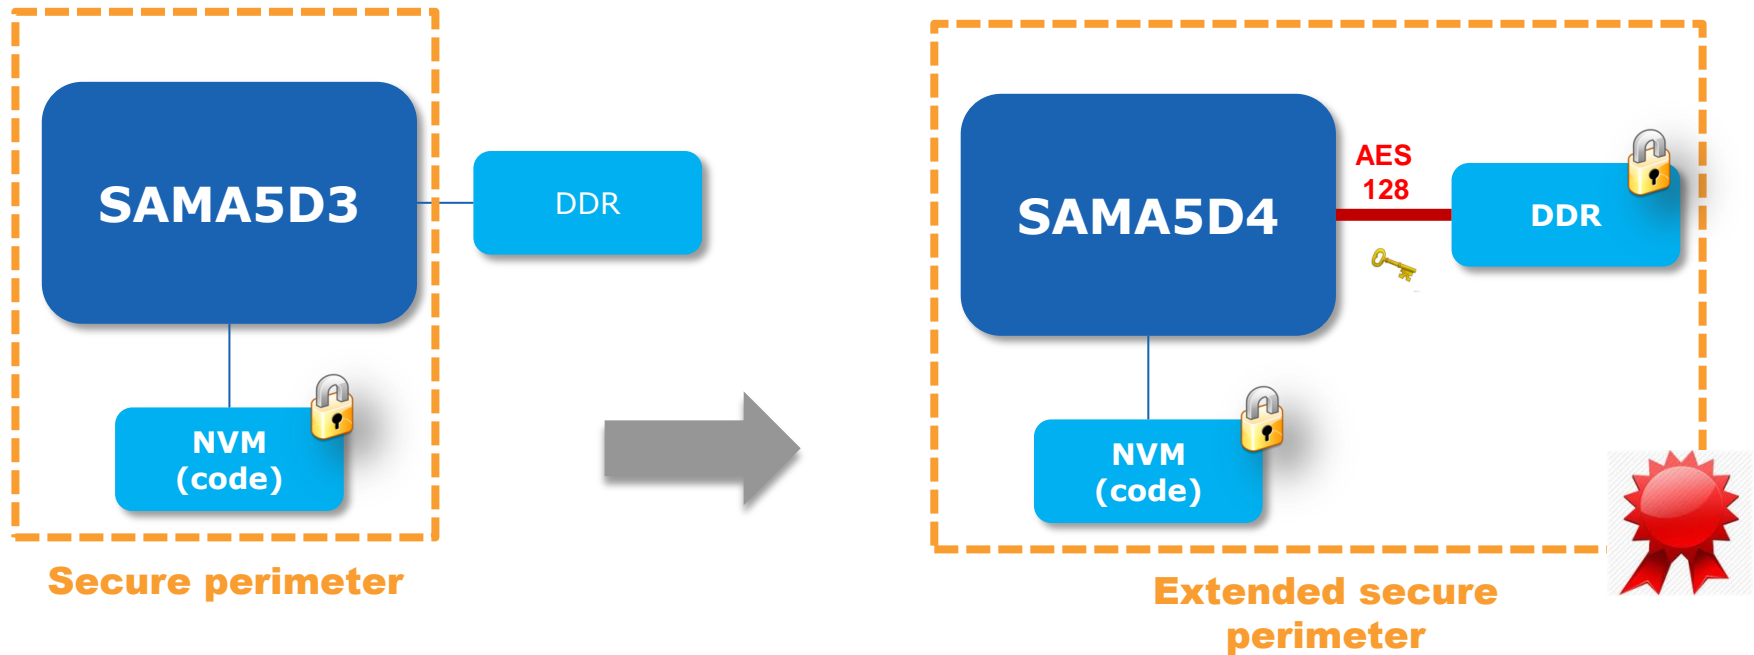 SAMA5D3
DDR
NVM
(code)
Secure perimeter
SAMA5D4
AES
128
DDR
NVM
(code)
Extended secure
perimeter